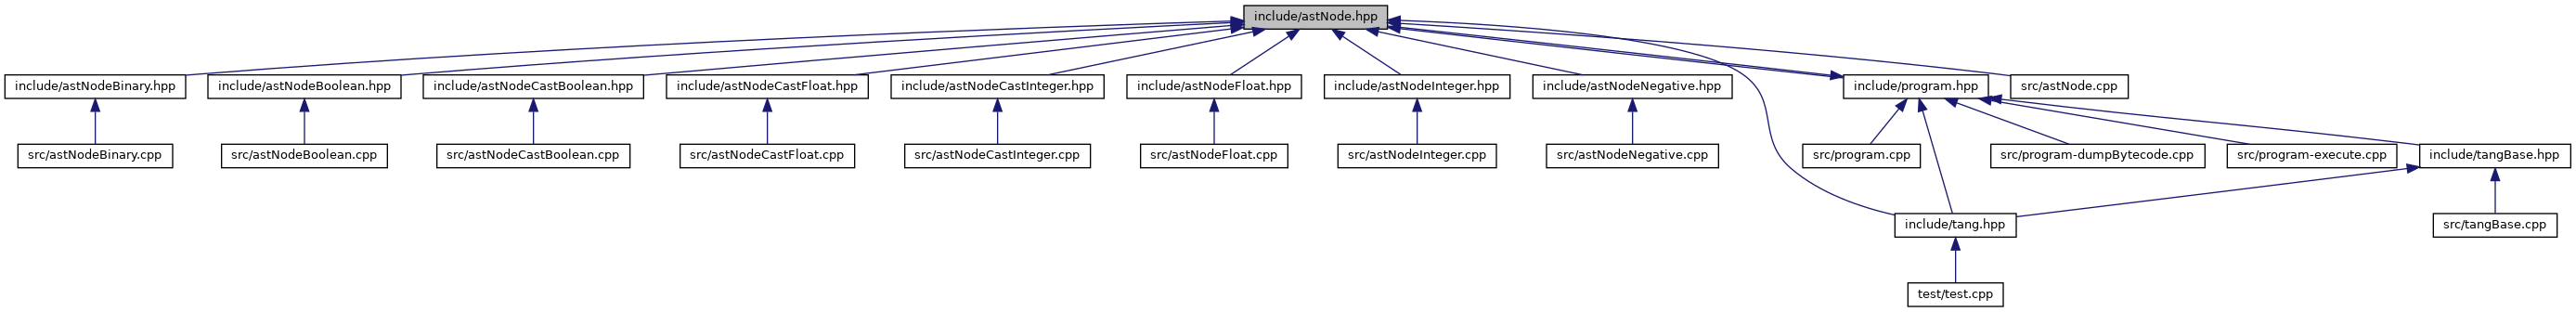 include/astNode.hpp
include/astNodeBinary.hpp
include/astNodeBoolean.hpp
include/astNodeCastBoolean.hpp
include/astNodeCastFloat.hpp
include/astNodeCastInteger.hpp
include/astNodeFloat.hpp
include/astNodeInteger.hpp
include/astNodeNegative.hpp
include/program.hpp
src/astNode.cpp
src/astNodeBinary.cpp
src/astNodeBoolean.cpp
src/astNodeCastBoolean.cpp
src/astNodeCastFloat.cpp
src/astNodeCastInteger.cpp
src/astNodeFloat.cpp
src/astNodeInteger.cpp
src/astNodeNegative.cpp
src/program.cpp
src/program-dumpBytecode.cpp
src/program-execute.cpp
include/tangBase.hpp
include/tang.hpp
src/tangBase.cpp
test/test.cpp